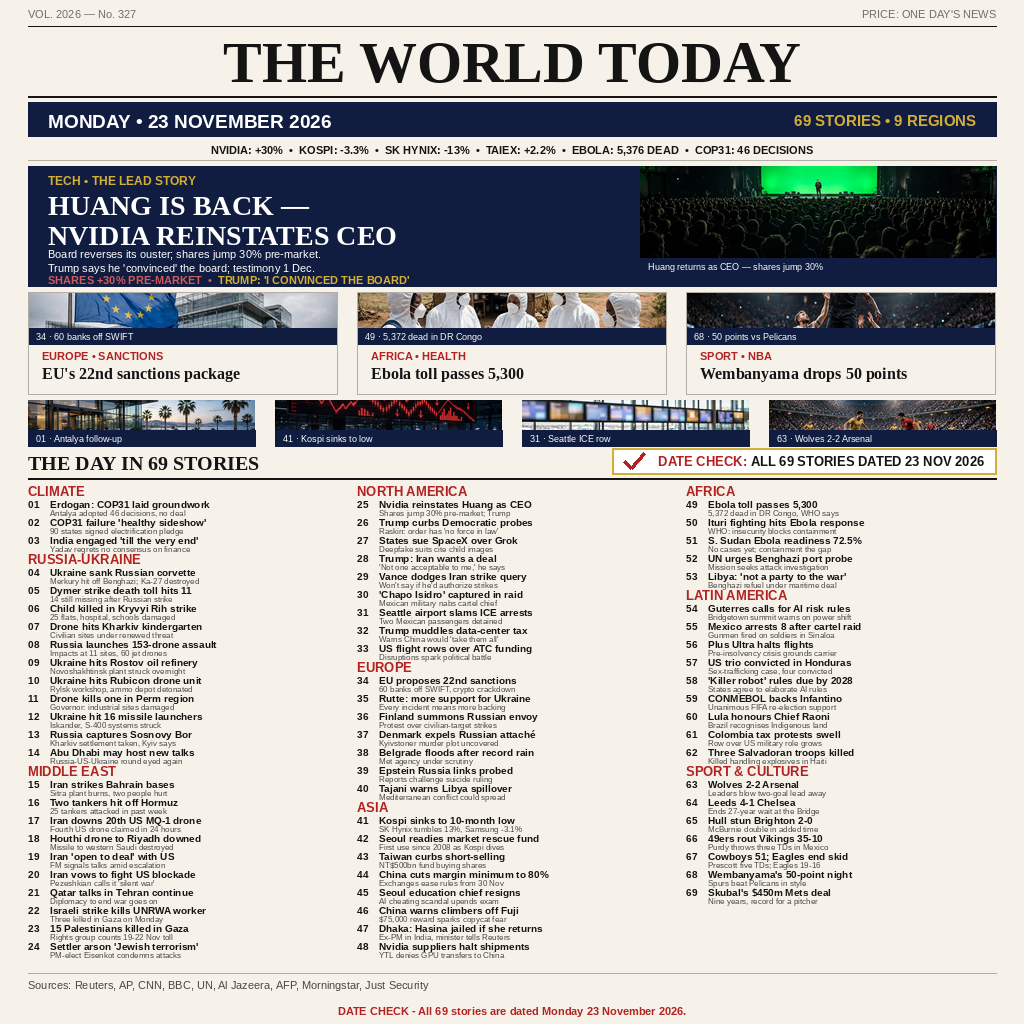 VOL. 2026 — No. 327
PRICE: ONE DAY'S NEWS
THE WORLD TODAY
MONDAY • 23 NOVEMBER 2026
69 STORIES • 9 REGIONS
NVIDIA: +30% • KOSPI: -3.3% • SK HYNIX: -13% • TAIEX: +2.2% • EBOLA: 5,376 DEAD • COP31: 46 DECISIONS
TECH • THE LEAD STORY
HUANG IS BACK —
NVIDIA REINSTATES CEO
Board reverses its ouster; shares jump 30% pre-market.
Trump says he 'convinced' the board; testimony 1 Dec.
SHARES +30% PRE-MARKET • TRUMP: 'I CONVINCED THE BOARD'
Huang returns as CEO — shares jump 30%
34 · 60 banks off SWIFT
EUROPE • SANCTIONS
EU's 22nd sanctions package
49 · 5,372 dead in DR Congo
AFRICA • HEALTH
Ebola toll passes 5,300
68 · 50 points vs Pelicans
SPORT • NBA
Wembanyama drops 50 points
01 · Antalya follow-up
41 · Kospi sinks to low
31 · Seattle ICE row
63 · Wolves 2-2 Arsenal
THE DAY IN 69 STORIES
DATE CHECK: ALL 69 STORIES DATED 23 NOV 2026
CLIMATE
01 Erdogan: COP31 laid groundwork
Antalya adopted 46 decisions, no deal
02 COP31 failure 'healthy sideshow'
90 states signed electrification pledge
03 India engaged 'till the very end'
Yadav regrets no consensus on finance
RUSSIA-UKRAINE
04 Ukraine sank Russian corvette
Merkury hit off Benghazi; Ka-27 destroyed
05 Dymer strike death toll hits 11
14 still missing after Russian strike
06 Child killed in Kryvyi Rih strike
25 flats, hospital, schools damaged
07 Drone hits Kharkiv kindergarten
Civilian sites under renewed threat
08 Russia launches 153-drone assault
Impacts at 11 sites, 60 jet drones
09 Ukraine hits Rostov oil refinery
Novoshakhtinsk plant struck overnight
10 Ukraine hits Rubicon drone unit
Rylsk workshop, ammo depot detonated
11 Drone kills one in Perm region
Governor: industrial sites damaged
12 Ukraine hit 16 missile launchers
Iskander, S-400 systems struck
13 Russia captures Sosnovy Bor
Kharkiv settlement taken, Kyiv says
14 Abu Dhabi may host new talks
Russia-US-Ukraine round eyed again
MIDDLE EAST
15 Iran strikes Bahrain bases
Sitra plant burns, two people hurt
16 Two tankers hit off Hormuz
25 tankers attacked in past week
17 Iran downs 20th US MQ-1 drone
Fourth US drone claimed in 24 hours
18 Houthi drone to Riyadh downed
Missile to western Saudi destroyed
19 Iran 'open to deal' with US
FM signals talks amid escalation
20 Iran vows to fight US blockade
Pezeshkian calls it 'silent war'
21 Qatar talks in Tehran continue
Diplomacy to end war goes on
22 Israeli strike kills UNRWA worker
Three killed in Gaza on Monday
23 15 Palestinians killed in Gaza
Rights group counts 19-22 Nov toll
24 Settler arson 'Jewish terrorism'
PM-elect Eisenkot condemns attacks
NORTH AMERICA
25 Nvidia reinstates Huang as CEO
Shares jump 30% pre-market; Trump
26 Trump curbs Democratic probes
Raskin: order has 'no force in law'
27 States sue SpaceX over Grok
Deepfake suits cite child images
28 Trump: Iran wants a deal
'Not one acceptable to me,' he says
29 Vance dodges Iran strike query
Won't say if he'd authorize strikes
30 'Chapo Isidro' captured in raid
Mexican military nabs cartel chief
31 Seattle airport slams ICE arrests
Two Mexican passengers detained
32 Trump muddles data-center tax
Warns China would 'take them all'
33 US flight rows over ATC funding
Disruptions spark political battle
EUROPE
34 EU proposes 22nd sanctions
60 banks off SWIFT, crypto crackdown
35 Rutte: more support for Ukraine
Every incident means more backing
36 Finland summons Russian envoy
Protest over civilian-target strikes
37 Denmark expels Russian attaché
Kyivstoner murder plot uncovered
38 Belgrade floods after record rain
Met agency under scrutiny
39 Epstein Russia links probed
Reports challenge suicide ruling
40 Tajani warns Libya spillover
Mediterranean conflict could spread
ASIA
41 Kospi sinks to 10-month low
SK Hynix tumbles 13%, Samsung -3.1%
42 Seoul readies market rescue fund
First use since 2008 as Kospi dives
43 Taiwan curbs short-selling
NT$500bn fund buying shares
44 China cuts margin minimum to 80%
Exchanges ease rules from 30 Nov
45 Seoul education chief resigns
AI cheating scandal upends exam
46 China warns climbers off Fuji
$75,000 reward sparks copycat fear
47 Dhaka: Hasina jailed if she returns
Ex-PM in India, minister tells Reuters
48 Nvidia suppliers halt shipments
YTL denies GPU transfers to China
AFRICA
49 Ebola toll passes 5,300
5,372 dead in DR Congo, WHO says
50 Ituri fighting hits Ebola response
WHO: insecurity blocks containment
51 S. Sudan Ebola readiness 72.5%
No cases yet; containment the gap
52 UN urges Benghazi port probe
Mission seeks attack investigation
53 Libya: 'not a party to the war'
Benghazi refuel under maritime deal
LATIN AMERICA
54 Guterres calls for AI risk rules
Bridgetown summit warns on power shift
55 Mexico arrests 8 after cartel raid
Gunmen fired on soldiers in Sinaloa
56 Plus Ultra halts flights
Pre-insolvency crisis grounds carrier
57 US trio convicted in Honduras
Sex-trafficking case, four convicted
58 'Killer robot' rules due by 2028
States agree to elaborate AI rules
59 CONMEBOL backs Infantino
Unanimous FIFA re-election support
60 Lula honours Chief Raoni
Brazil recognises Indigenous land
61 Colombia tax protests swell
Row over US military role grows
62 Three Salvadoran troops killed
Killed handling explosives in Haiti
SPORT & CULTURE
63 Wolves 2-2 Arsenal
Leaders blow two-goal lead away
64 Leeds 4-1 Chelsea
Ends 27-year wait at the Bridge
65 Hull stun Brighton 2-0
McBurnie double in added time
66 49ers rout Vikings 35-10
Purdy throws three TDs in Mexico
67 Cowboys 51; Eagles end skid
Prescott five TDs; Eagles 19-16
68 Wembanyama's 50-point night
Spurs beat Pelicans in style
69 Skubal's $450m Mets deal
Nine years, record for a pitcher
Sources: Reuters, AP, CNN, BBC, UN, Al Jazeera, AFP, Morningstar, Just Security
DATE CHECK - All 69 stories are dated Monday 23 November 2026.